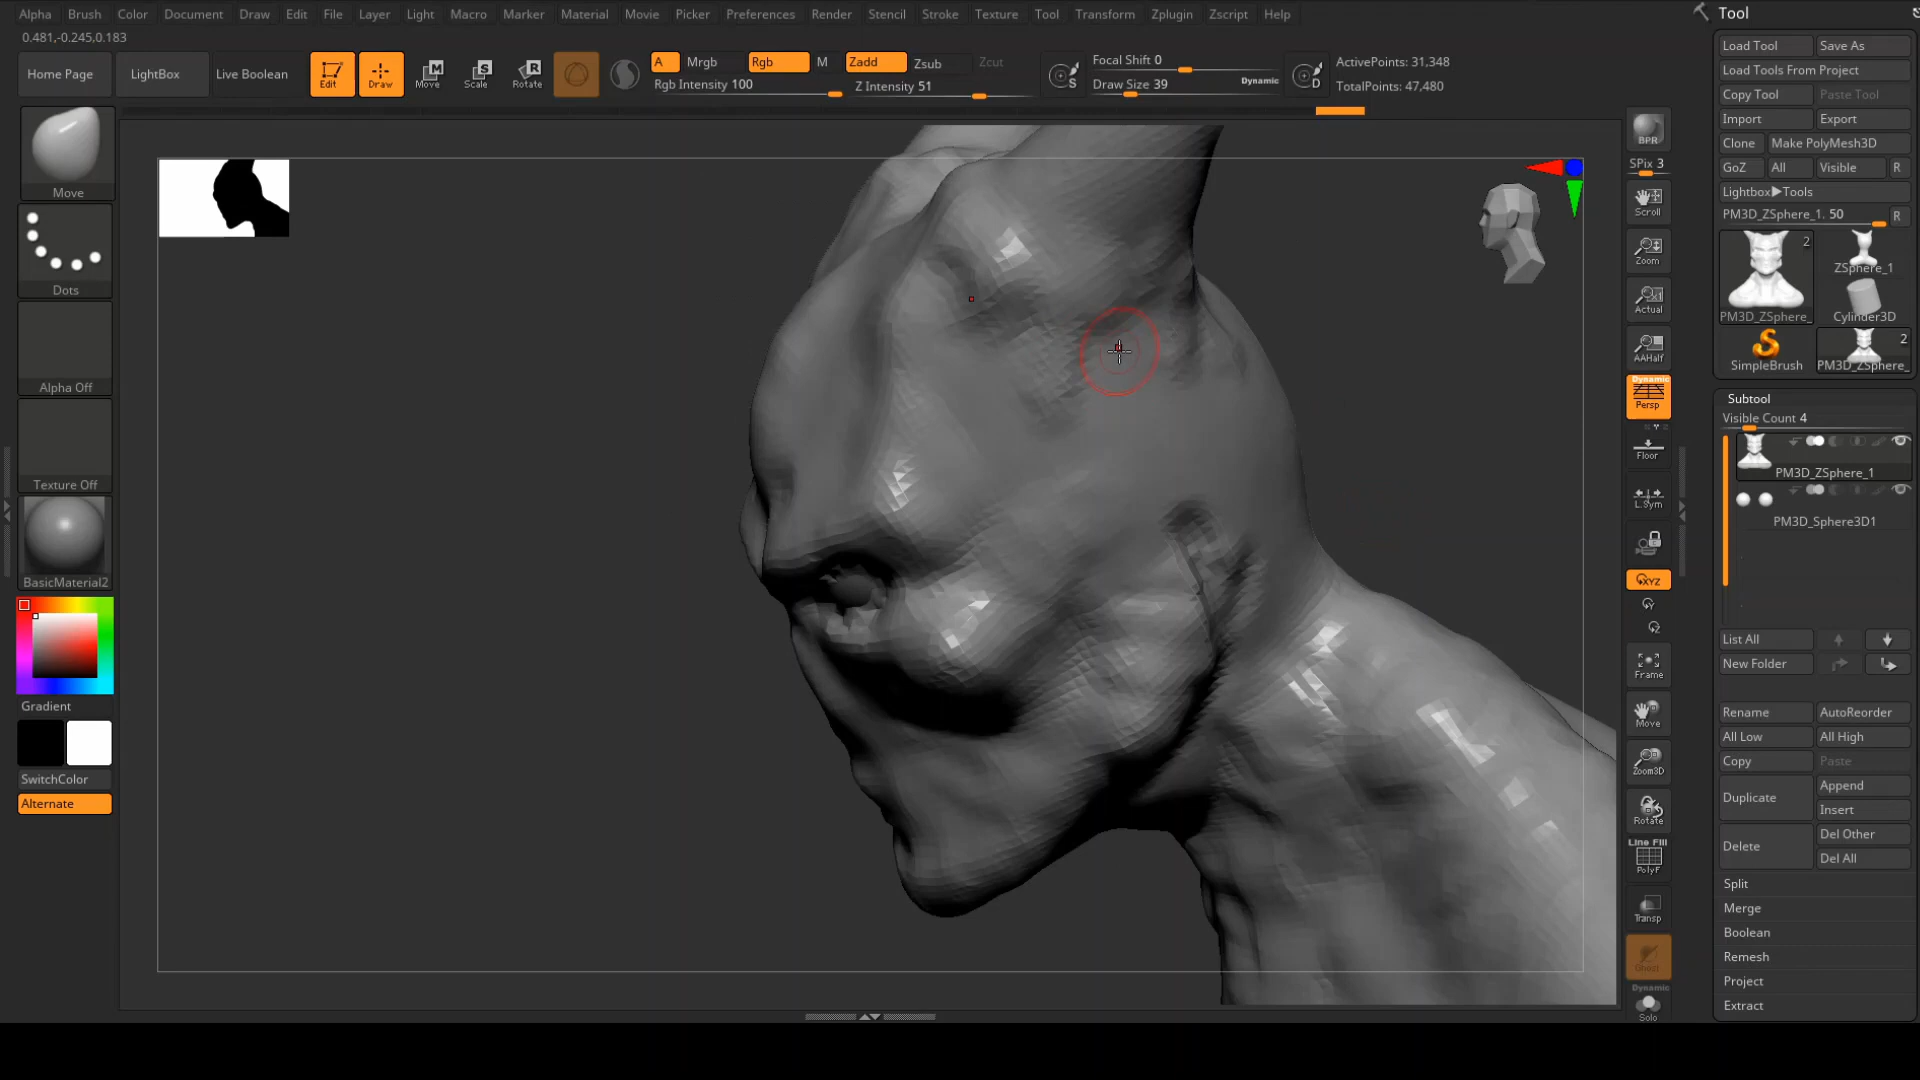 Alpha Brush Color Document Draw Edit File Layer Light Macro Marker Material Movie Picker Preferences Render Stencil Stroke Texture Tool Transform Zplugin Zscript Help
0.481,-0.245,0.183
Home Page LightBox Live Boolean Edit Draw Move Scale Rotate
A Mrgb Rgb M Zadd Zsub Zcut
Rgb Intensity 100 Z Intensity 51
Focal Shift 0
Draw Size 39 Dynamic
ActivePoints: 31,348
TotalPoints: 47,480
Move
Dots
Alpha Off
Texture Off
BasicMaterial2
Gradient
SwitchColor
Alternate
BPR
SPix 3
Scroll
Zoom
Actual
AAHalf
Dynamic
Persp
Floor
L.Sym
XYZ
Frame
Move
Zoom3D
Rotate
Line Fill
PolyF
Transp
Ghost
Dynamic
Solo
Tool
Load Tool Save As
Load Tools From Project
Copy Tool Paste Tool
Import Export
Clone Make PolyMesh3D
GoZ All Visible R
Lightbox▶Tools
PM3D_ZSphere_1. 50 R
2
ZSphere_1
PM3D_ZSphere_ Cylinder3D
2
SimpleBrush PM3D_ZSphere_
Subtool
Visible Count 4
PM3D_ZSphere_1
PM3D_Sphere3D1
List All
New Folder
Rename AutoReorder
All Low All High
Copy Paste
Duplicate Append
Insert
Delete Del Other
Del All
Split
Merge
Boolean
Remesh
Project
Extract